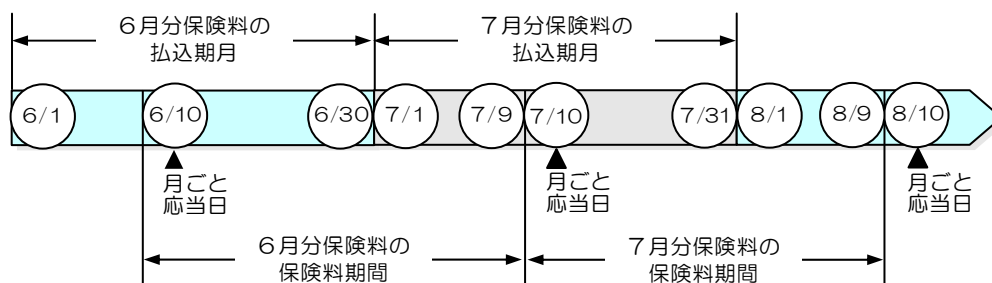 6月分保険料の
払込期月
7月分保険料の
払込期月
6/1
6/10
6/30
7/1
7/9
7/10
7/31
8/1
8/9
8/10
月ごと
応当日
月ごと
応当日
月ごと
応当日
6月分保険料の
保険料期間
7月分保険料の
保険料期間